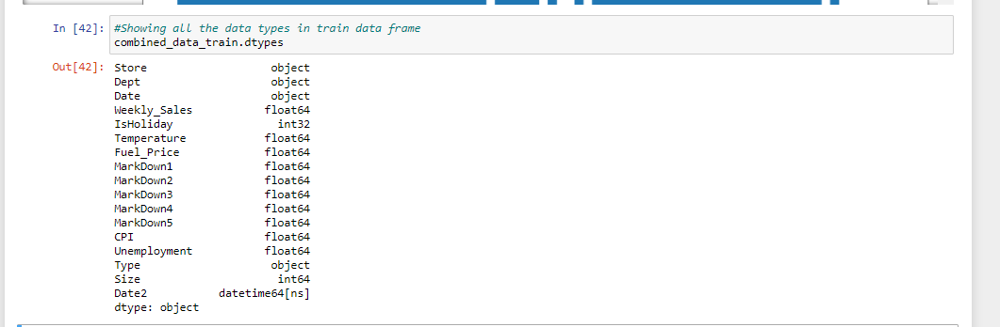 In [42]: #Showing all the data types in train data frame
combined_data_train.dtypes
Out[42]: Store object
Dept object
Date object
Weekly_Sales float64
IsHoliday int32
Temperature float64
Fuel_Price float64
MarkDown1 float64
MarkDown2 float64
MarkDown3 float64
MarkDown4 float64
MarkDown5 float64
CPI float64
Unemployment float64
Type object
Size int64
Date2 datetime64[ns]
dtype: object